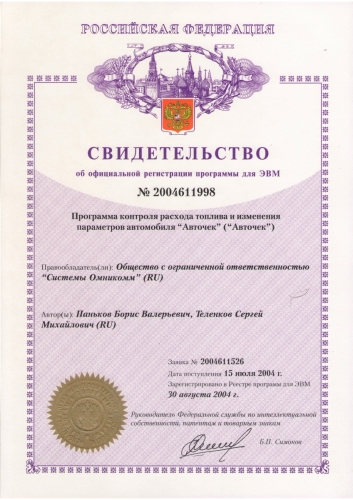 РОССИЙСКАЯ ФЕДЕРАЦИЯ
СВИДЕТЕЛЬСТВО
об официальной регистрации программы для ЭВМ
№ 2004611998
Программа контроля расхода топлива и изменения
параметров автомобиля “Авточек” (“Авточек”)
Правообладатель(ли): Общество с ограниченной ответственностью
“Системы Омникомм” (RU)
Автор(ы): Паньков Борис Валерьевич, Теленков Сергей
Михайлович (RU)
Заявка № 2004611526
Дата поступления 15 июля 2004 г.
Зарегистрировано в Реестре программ для ЭВМ
30 августа 2004 г.
Руководитель Федеральной службы по интеллектуальной
собственности, патентам и товарным знакам
Б.П. Симонов